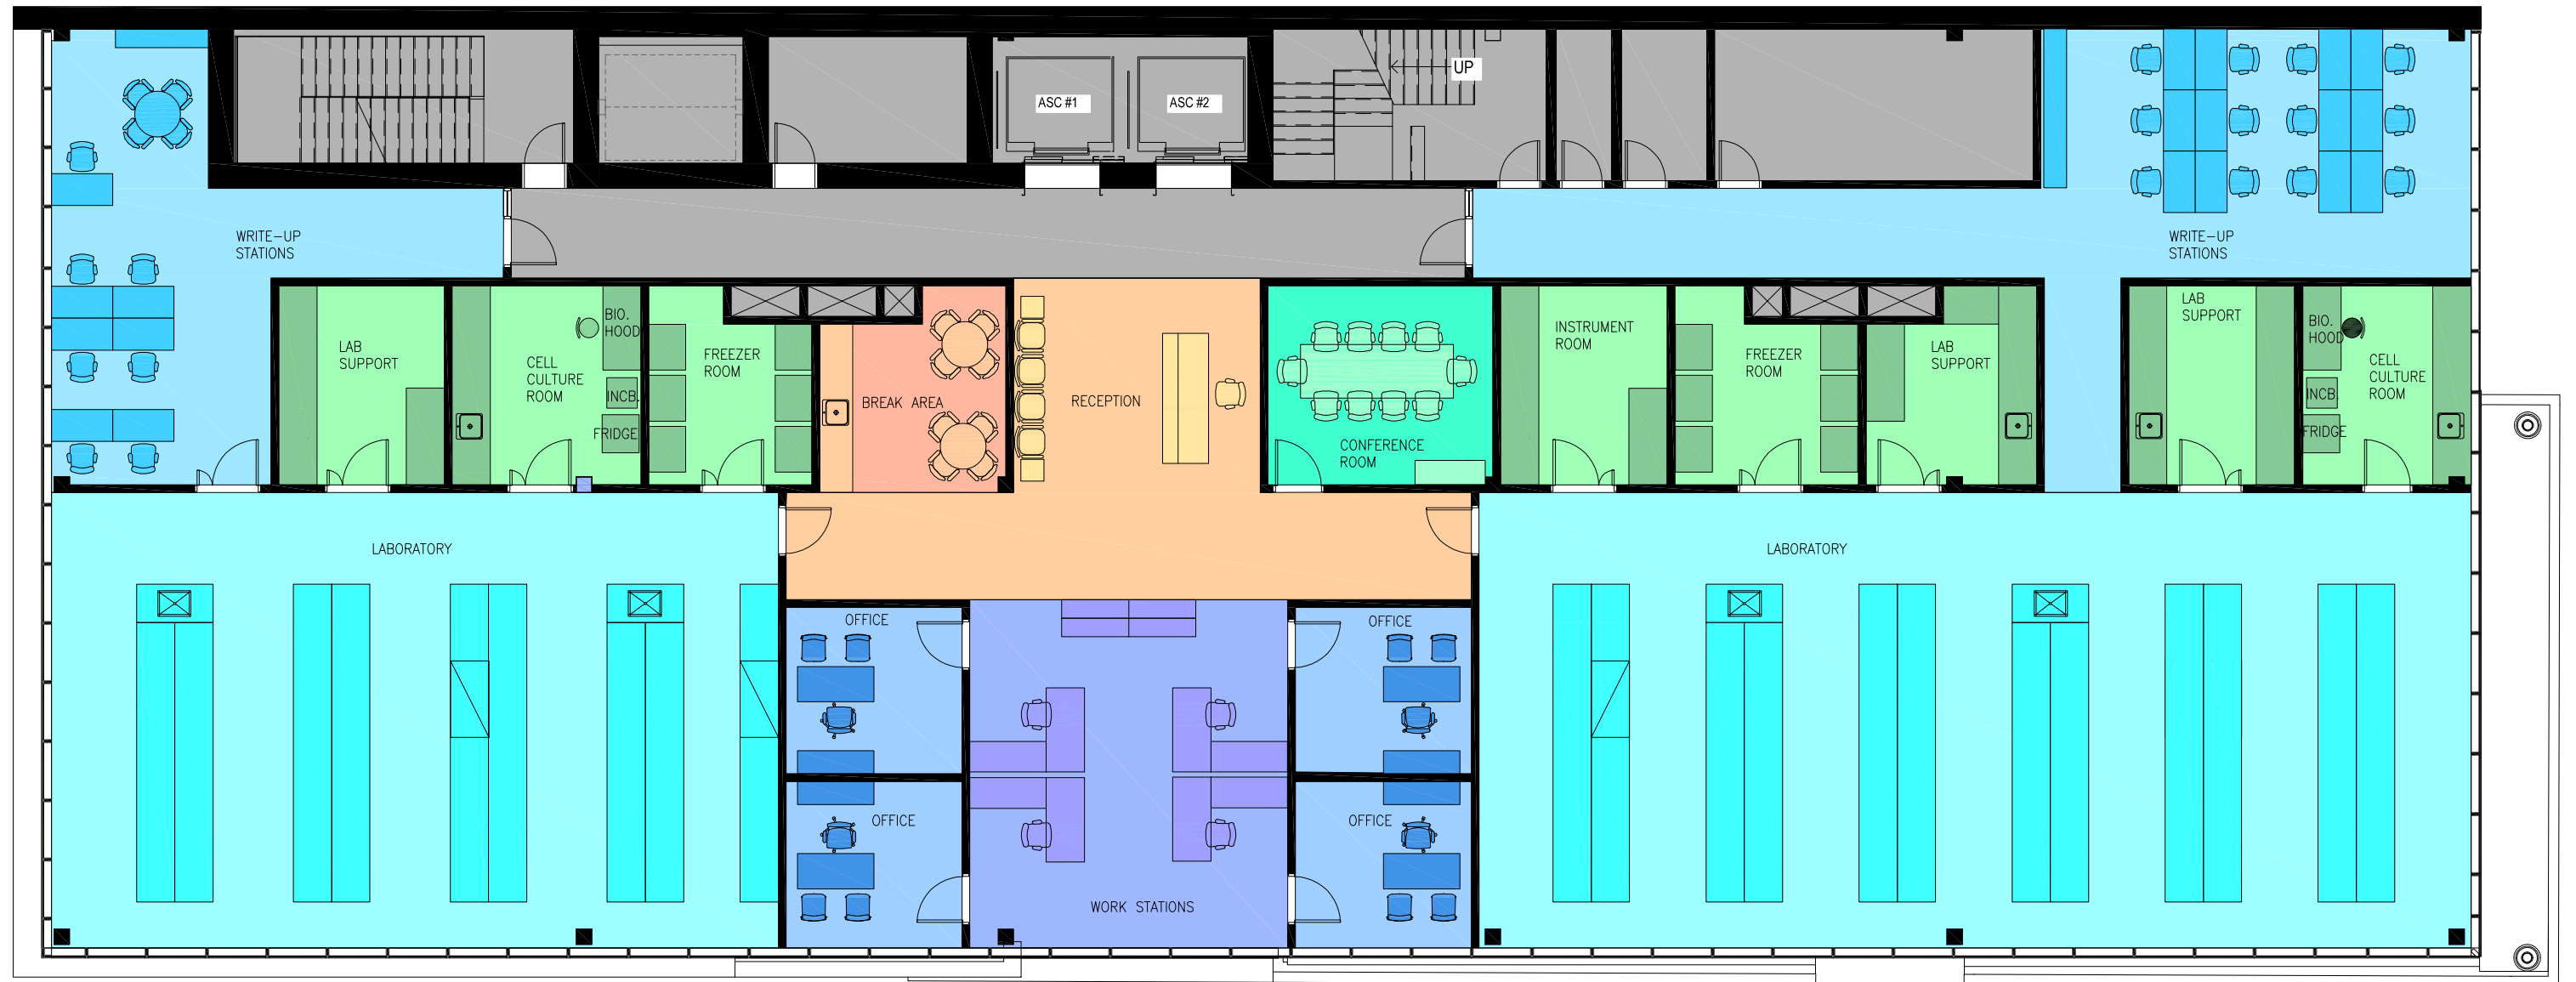 UP
ASC #1
ASC #2
WRITE-UP
STATIONS
WRITE-UP
STATIONS
LAB
SUPPORT
CELL
CULTURE
ROOM
BIO.
HOOD
INCB.
FRIDGE
FREEZER
ROOM
BREAK AREA
RECEPTION
CONFERENCE
ROOM
INSTRUMENT
ROOM
FREEZER
ROOM
LAB
SUPPORT
LAB
SUPPORT
BIO.
HOOD
CELL
CULTURE
ROOM
INCB.
FRIDGE
LABORATORY
LABORATORY
OFFICE
OFFICE
OFFICE
OFFICE
WORK STATIONS